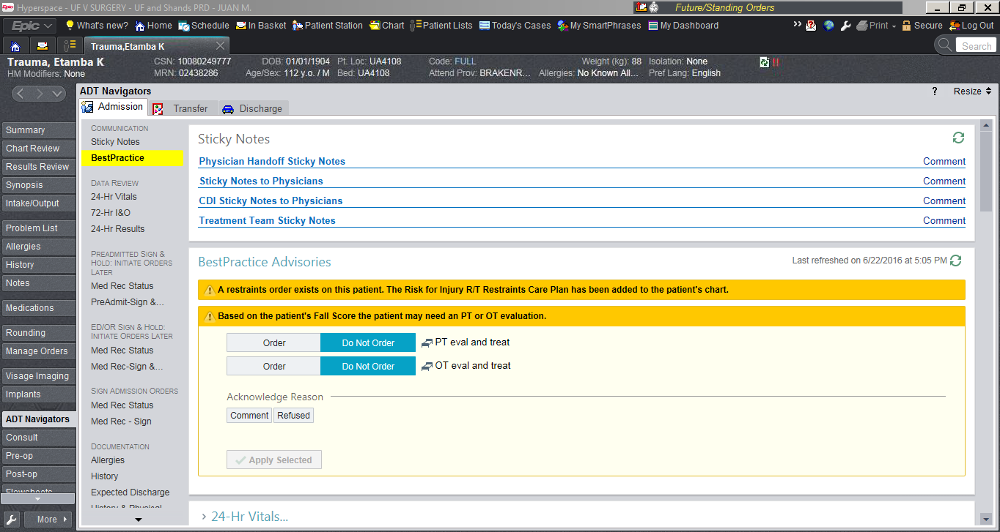 Epic Hyperspace - UF V SURGERY - UF and Shands PRD - JUAN M.
Future/Standing Orders
Epic What's new? Home Schedule In Basket Patient Station Chart Patient Lists Today's Cases My SmartPhrases My Dashboard Print Secure Log Out
Trauma,Etamba K
Search
Trauma, Etamba K CSN: 10080249777 DOB: 01/01/1904 Pt. Loc: UA4108 Code: FULL Weight (kg): 88 Isolation: None
HM Modifiers: None MRN: 02438286 Age/Sex: 112 y.o. / M Bed: UA4108 Attend Prov: BRAKENR... Allergies: No Known All... Pref Lang: English
ADT Navigators ? Resize
Admission Transfer Discharge
Summary
Chart Review
Results Review
Synopsis
Intake/Output
Problem List
Allergies
History
Notes
Medications
Rounding
Manage Orders
Visage Imaging
Implants
ADT Navigators
Consult
Pre-op
Post-op
Flowsheets
More
COMMUNICATION
Sticky Notes
BestPractice
DATA REVIEW
24-Hr Vitals
72-Hr I&O
24-Hr Results
PREADMITTED SIGN &
HOLD: INITIATE ORDERS
LATER
Med Rec Status
PreAdmit-Sign &...
ED/OR SIGN & HOLD:
INITIATE ORDERS LATER
Med Rec Status
Med Rec-Sign &...
SIGN ADMISSION ORDERS
Med Rec Status
Med Rec - Sign
DOCUMENTATION
Allergies
History
Expected Discharge
History & Physical
Sticky Notes
Physician Handoff Sticky Notes Comment
Sticky Notes to Physicians Comment
CDI Sticky Notes to Physicians Comment
Treatment Team Sticky Notes Comment
BestPractice Advisories Last refreshed on 6/22/2016 at 5:05 PM
A restraints order exists on this patient. The Risk for Injury R/T Restraints Care Plan has been added to the patient's chart.
Based on the patient's Fall Score the patient may need an PT or OT evaluation.
Order Do Not Order PT eval and treat
Order Do Not Order OT eval and treat
Acknowledge Reason
Comment Refused
Apply Selected
24-Hr Vitals...